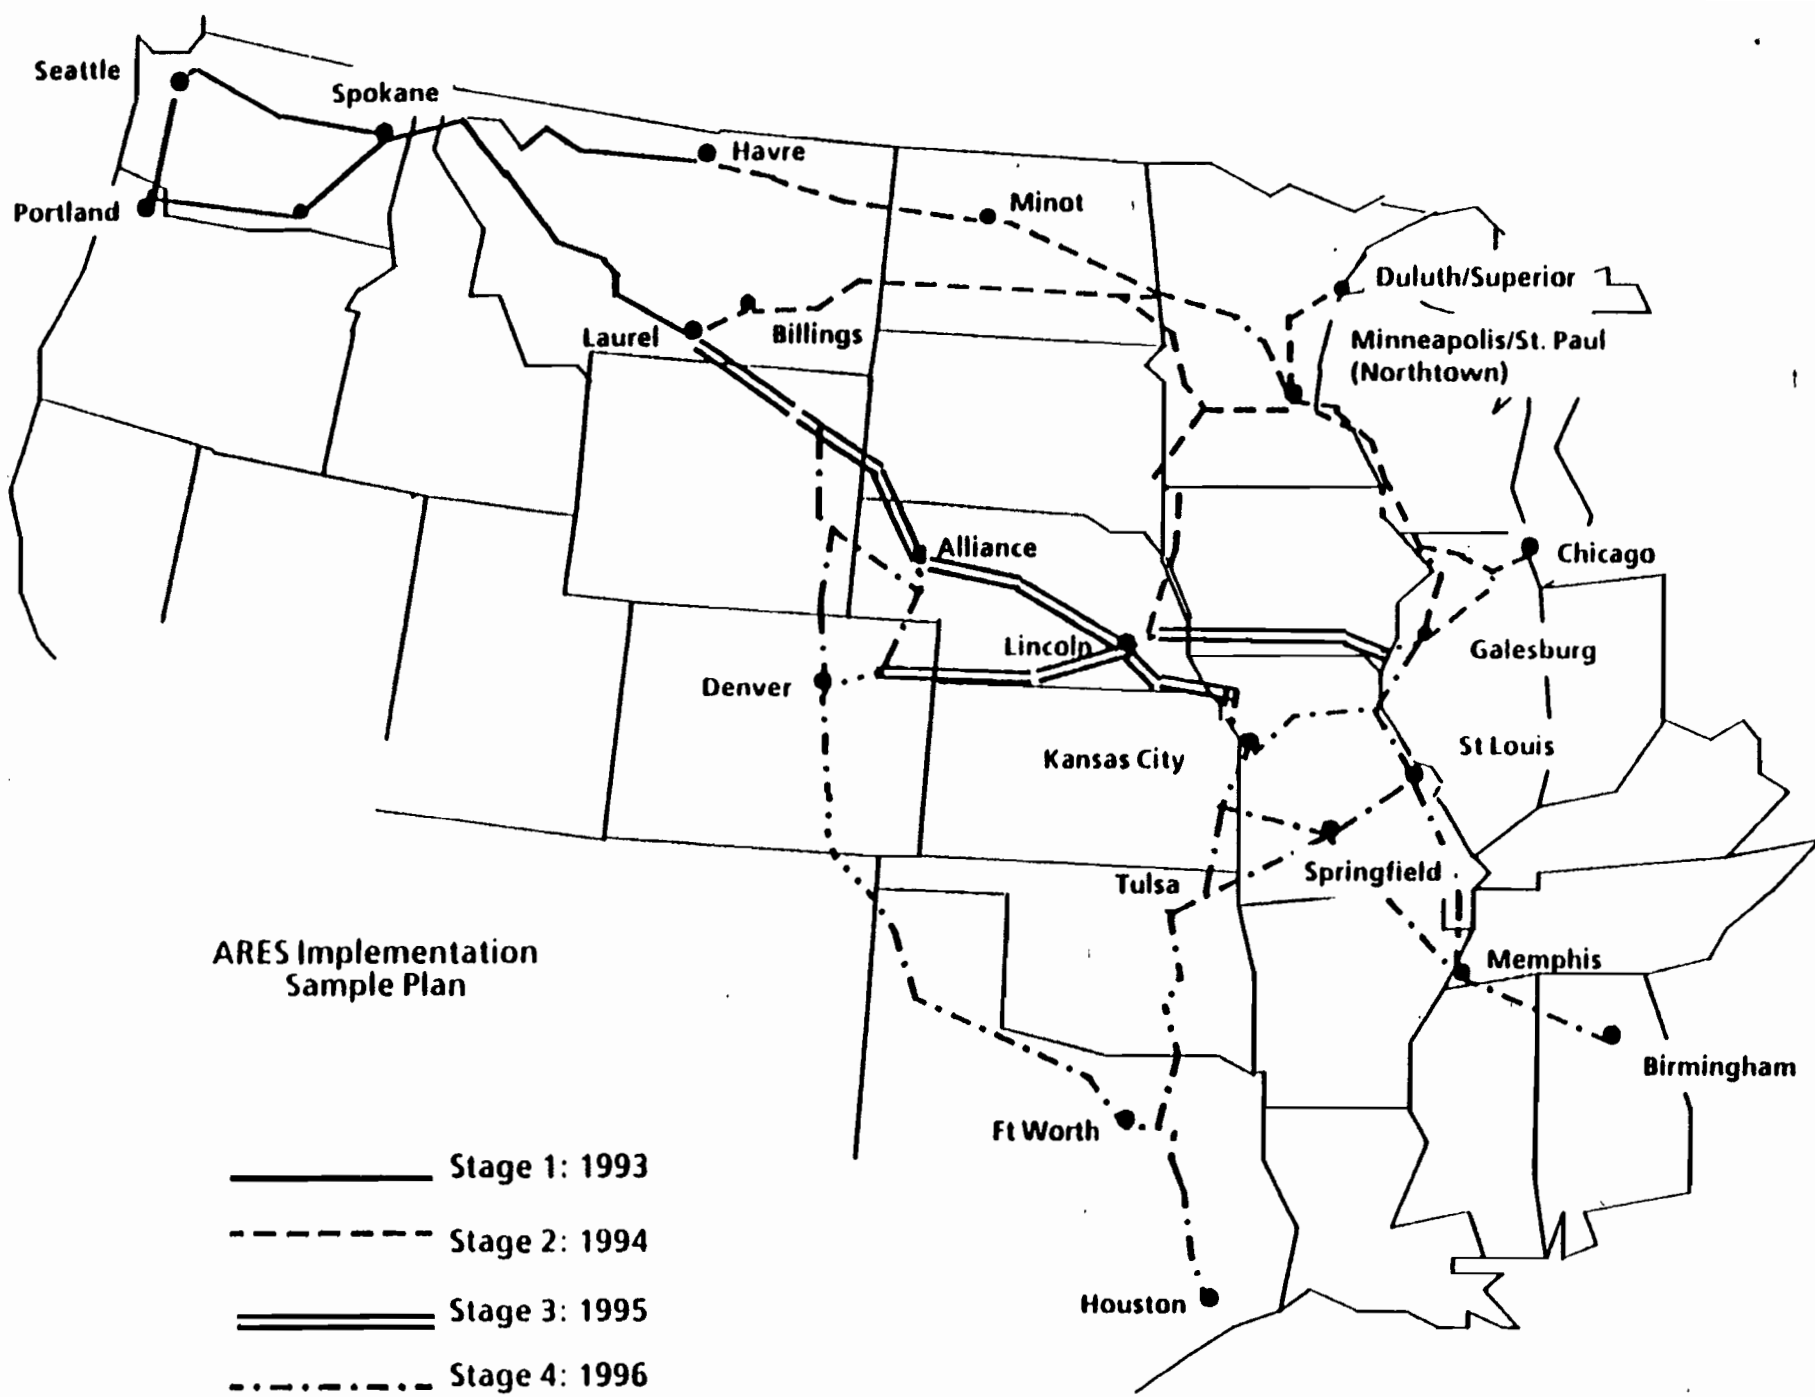 Seattle
Spokane
Havre
Portland
Minot
Duluth/Superior
Laurel
Billings
Minneapolis/St. Paul
(Northtown)
Alliance
Chicago
Lincoln
Galesburg
Denver
Kansas City
St Louis
Tulsa
Springfield
ARES Implementation
Sample Plan
Memphis
Birmingham
Ft Worth
Houston
Stage 1: 1993
Stage 2: 1994
Stage 3: 1995
Stage 4: 1996